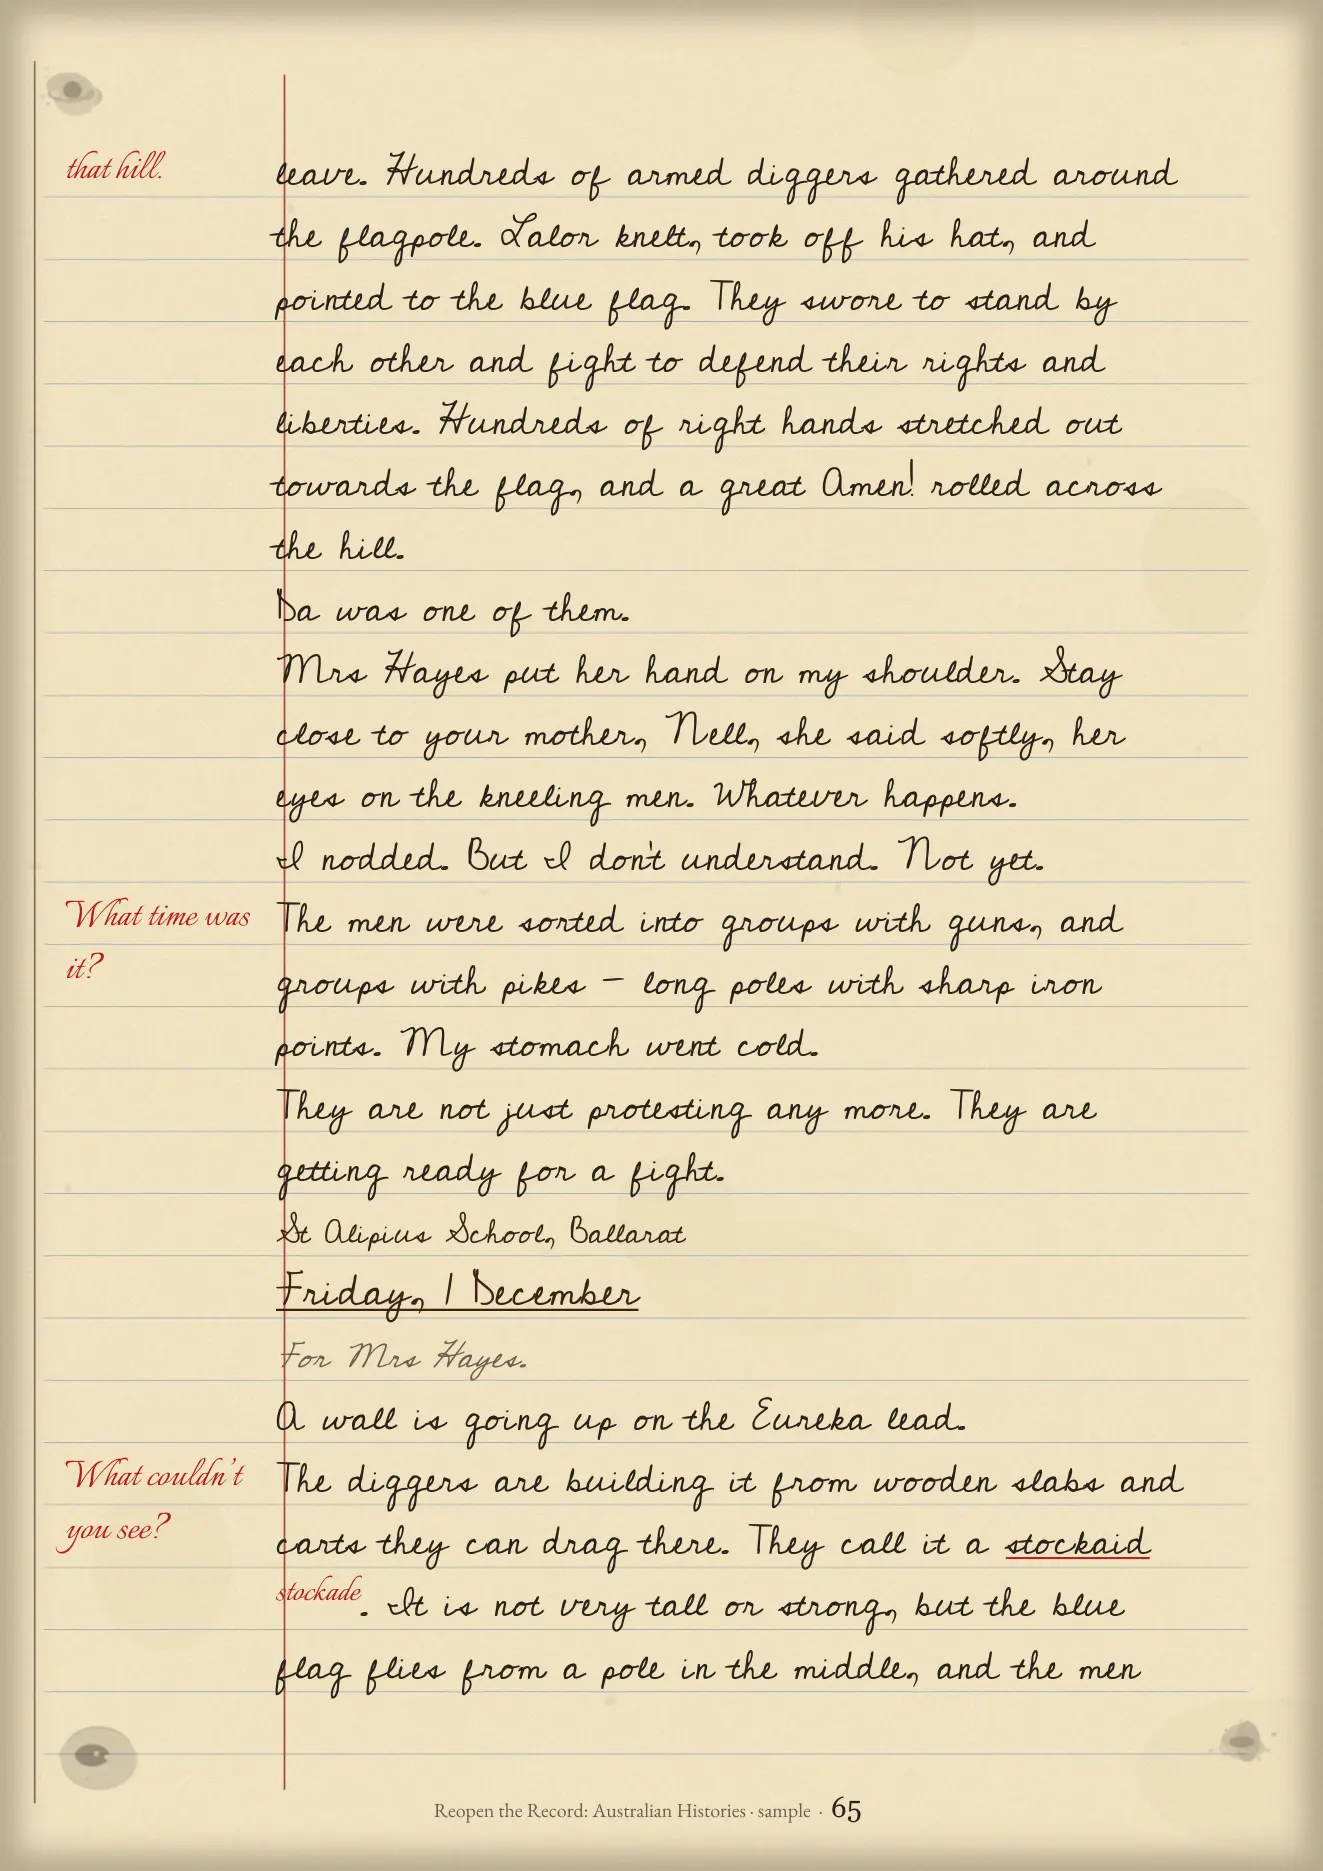 that hill.
leave. Hundreds of armed diggers gathered around
the flagpole. Lalor knelt, took off his hat, and
pointed to the blue flag. They swore to stand by
each other and fight to defend their rights and
liberties. Hundreds of right hands stretched out
towards the flag, and a great Amen! rolled across
the hill.
Da was one of them.
Mrs Hayes put her hand on my shoulder. Stay
close to your mother, Nell, she said softly, her
eyes on the kneeling men. Whatever happens.
I nodded. But I don't understand. Not yet.
What time was
it?
The men were sorted into groups with guns, and
groups with pikes — long poles with sharp iron
points. My stomach went cold.
They are not just protesting any more. They are
getting ready for a fight.
St Alipius School, Ballarat
Friday, 1 December
For Mrs Hayes.
A wall is going up on the Eureka lead.
What couldn't
you see?
The diggers are building it from wooden slabs and
carts they can drag there. They call it a stockaid
stockade. It is not very tall or strong, but the blue
flag flies from a pole in the middle, and the men
Reopen the Record: Australian Histories · sample · 65